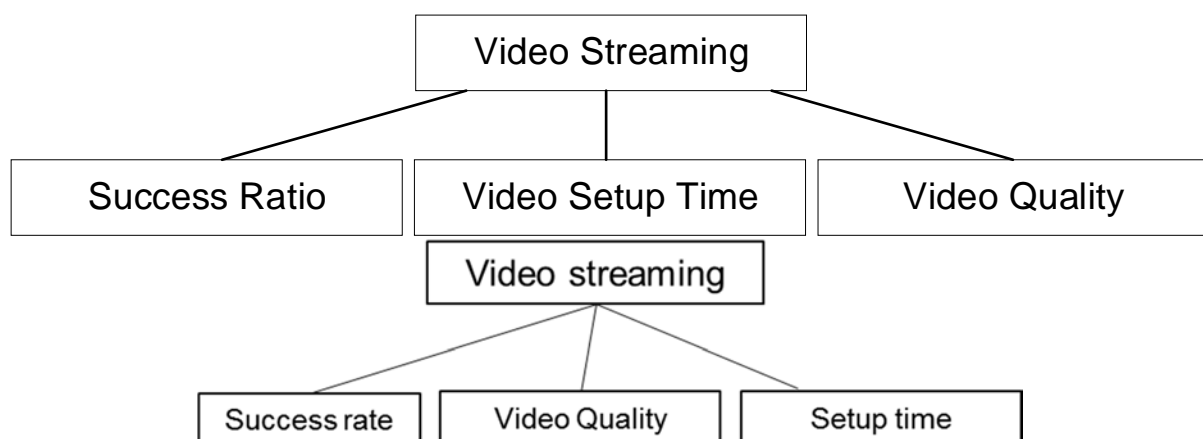 Video Streaming
Success Ratio
Video Setup Time
Video Quality
Video streaming
Success rate
Video Quality
Setup time